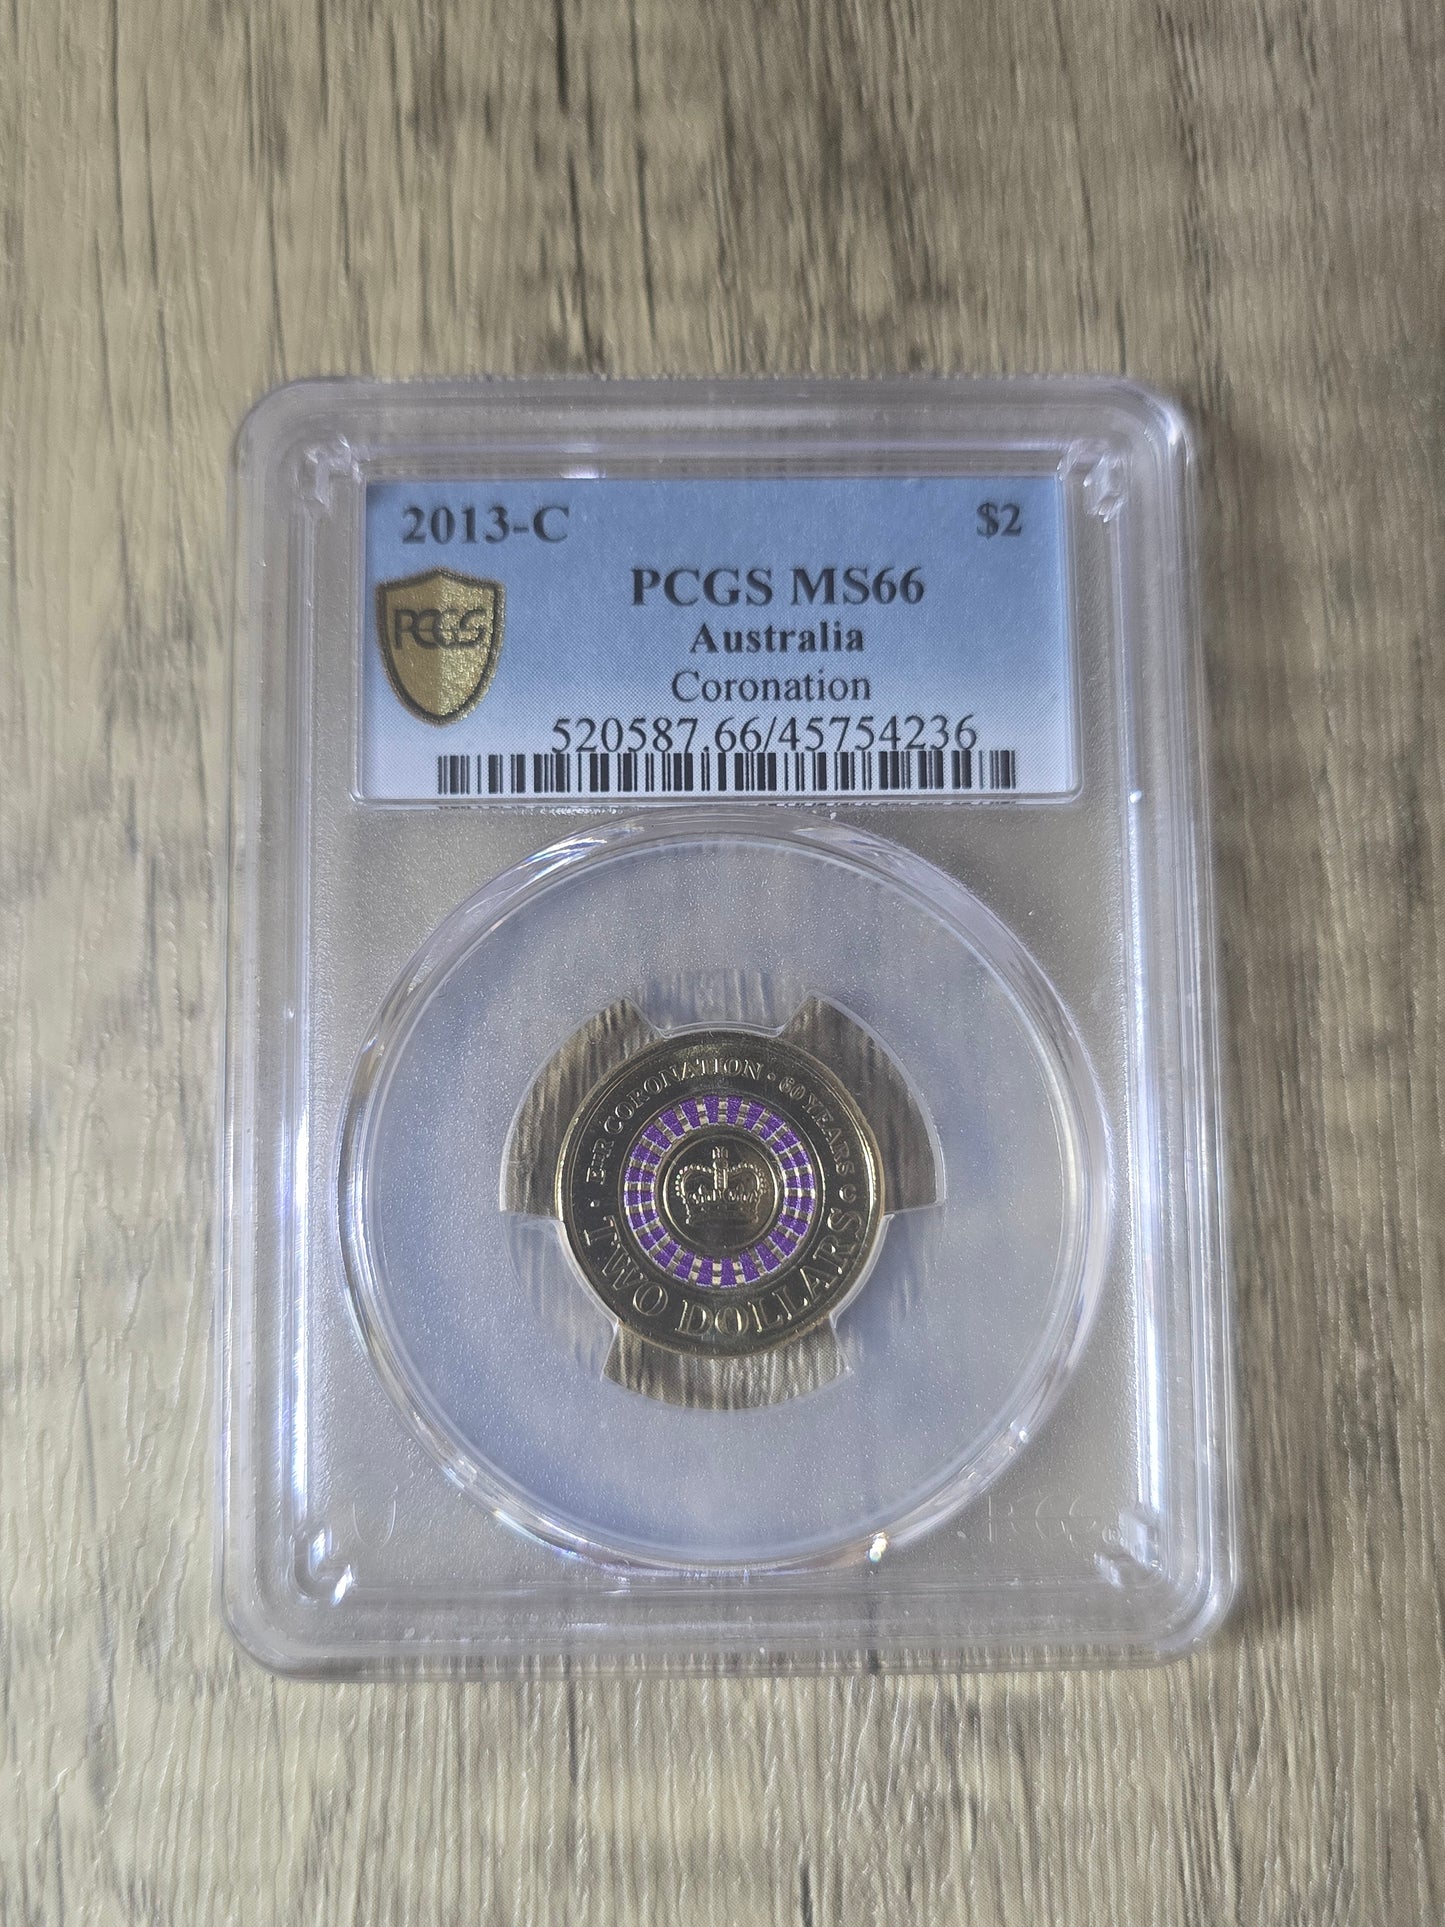 2013-C
$2
PCGS MS66
PCGS
Australia
Coronation
520587.66/45754236
EIIR CORONATION • 60 YEARS C
• TWO DOLLARS •